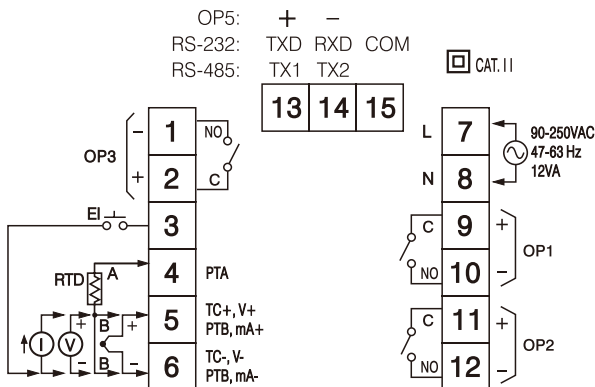 OP5: + −
RS-232: TXD RXD COM
RS-485: TX1 TX2
CAT. II
13 14 15
OP3
− 1 NO
+ 2 C
EI 3
RTD A 4 PTA
I V + B + 5 TC+, V+
PTB, mA+
− B − 6 TC-, V-
PTB, mA-
L 7 90-250VAC
47-63 Hz
N 8 12VA
C 9 +
OP1
NO 10 −
C 11 +
OP2
NO 12 −